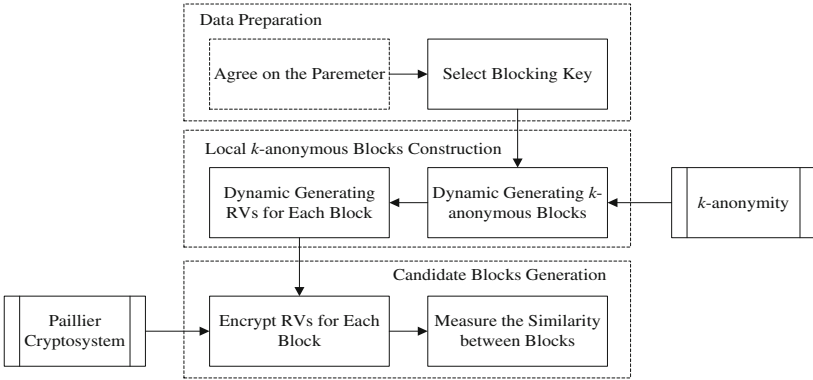 Data Preparation
Agree on the Paremeter
Select Blocking Key
Local k-anonymous Blocks Construction
Dynamic Generating
RVs for Each Block
Dynamic Generating k-
anonymous Blocks
k-anonymity
Candidate Blocks Generation
Paillier
Cryptosystem
Encrypt RVs for Each
Block
Measure the Similarity
between Blocks